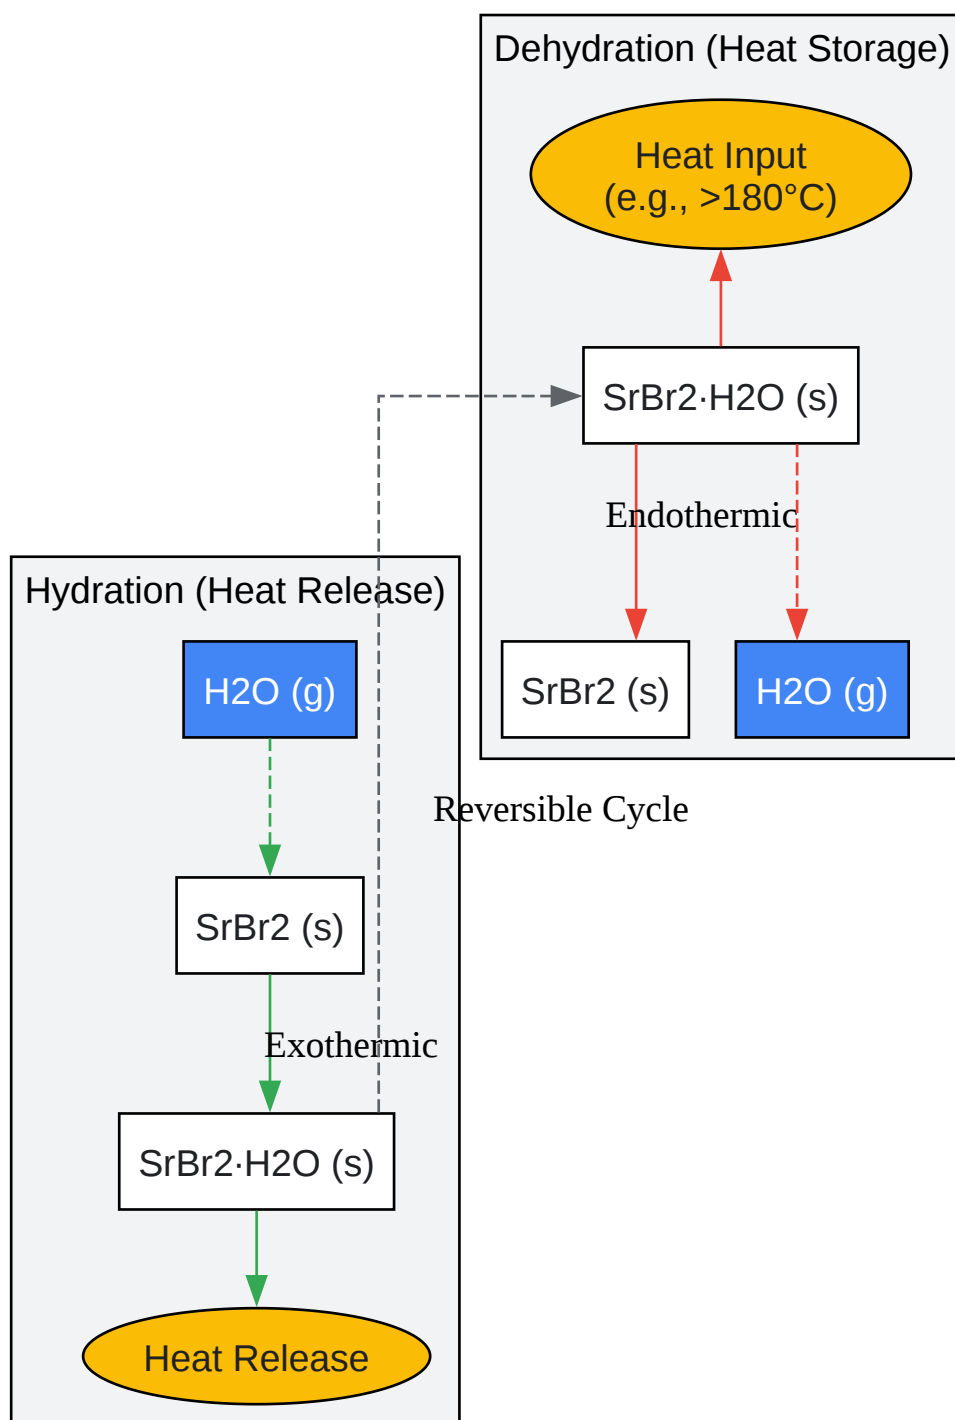 Dehydration (Heat Storage)
Heat Input
(e.g., >180°C)
SrBr2·H2O (s)
Endothermic
SrBr2 (s)
H2O (g)
Hydration (Heat Release)
H2O (g)
Reversible Cycle
SrBr2 (s)
Exothermic
SrBr2·H2O (s)
Heat Release